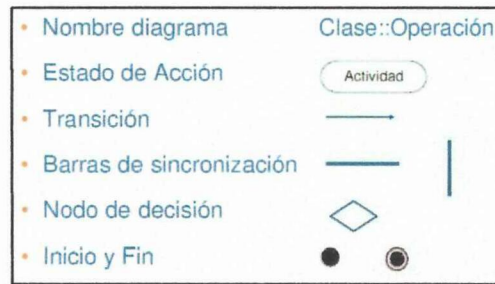 • Nombre diagrama Clase::Operación
• Estado de Acción Actividad
• Transición
• Barras de sincronización
• Nodo de decisión
• Inicio y Fin